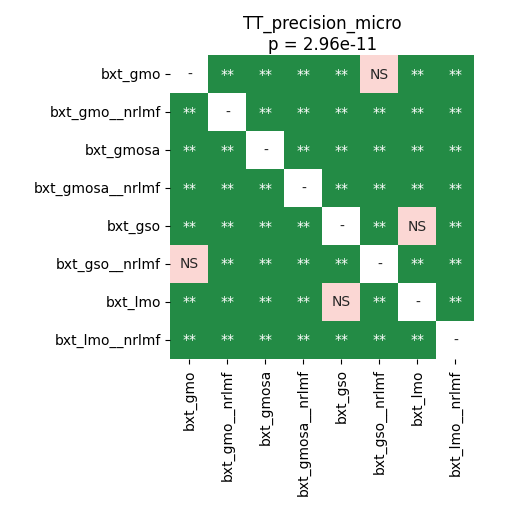 TT_precision_micro
p = 2.96e-11
bxt_gmo - ** ** ** ** NS ** **
bxt_gmo__nrlmf ** - ** ** ** ** ** **
bxt_gmosa ** ** - ** ** ** ** **
bxt_gmosa__nrlmf ** ** ** - ** ** ** **
bxt_gso ** ** ** ** - ** NS **
bxt_gso__nrlmf NS ** ** ** ** - ** **
bxt_lmo ** ** ** ** NS ** - **
bxt_lmo__nrlmf ** ** ** ** ** ** ** -
bxt_gmo
bxt_gmo__nrlmf
bxt_gmosa
bxt_gmosa__nrlmf
bxt_gso
bxt_gso__nrlmf
bxt_lmo
bxt_lmo__nrlmf